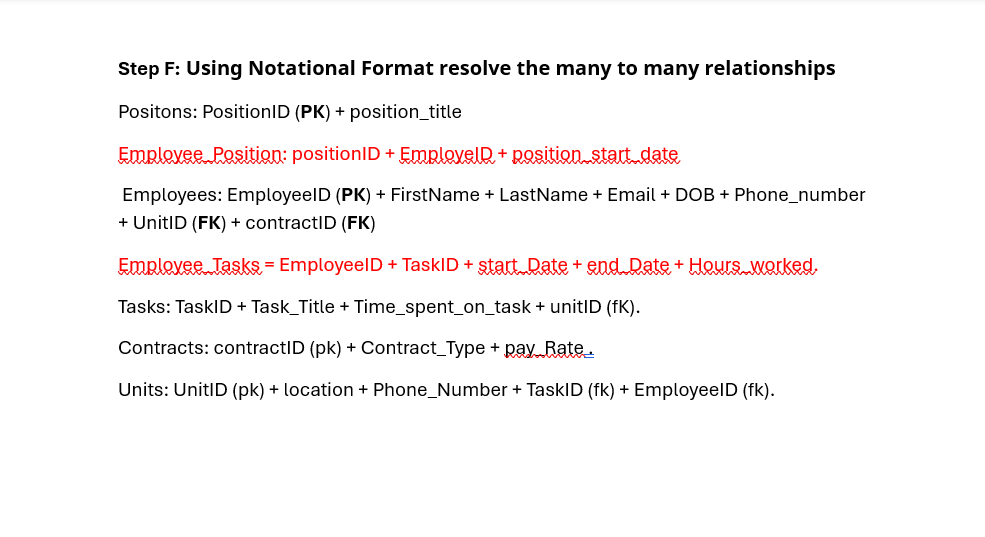 Step F: Using Notational Format resolve the many to many relationships
Positons: PositionID (PK) + position_title
Employee_Position: positionID + EmployeID + position_start_date
Employees: EmployeeID (PK) + FirstName + LastName + Email + DOB + Phone_number
+ UnitID (FK) + contractID (FK)
Employee_Tasks = EmployeeID + TaskID + start_Date + end_Date + Hours_worked.
Tasks: TaskID + Task_Title + Time_spent_on_task + unitID (fK).
Contracts: contractID (pk) + Contract_Type + pay_Rate .
Units: UnitID (pk) + location + Phone_Number + TaskID (fk) + EmployeeID (fk).